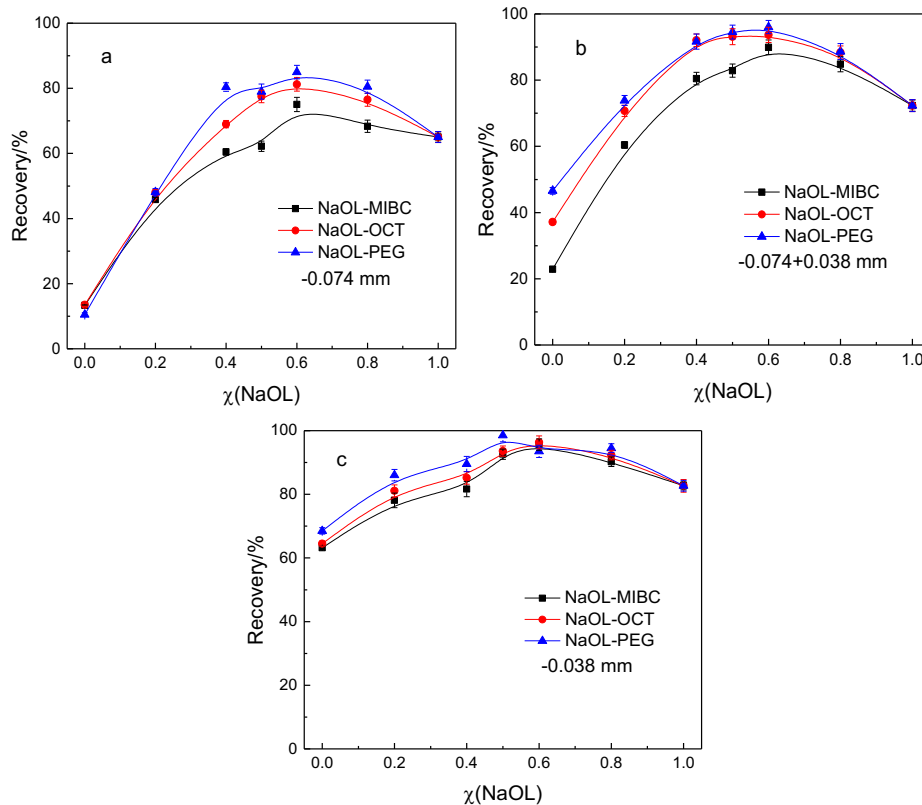 a
100
80
60
40
20
0
Recovery/%
NaOL-MIBC
NaOL-OCT
NaOL-PEG
-0.074 mm
0.0 0.2 0.4 0.6 0.8 1.0
χ(NaOL)
b
100
80
60
40
20
0
Recovery/%
NaOL-MIBC
NaOL-OCT
NaOL-PEG
-0.074+0.038 mm
0.0 0.2 0.4 0.6 0.8 1.0
χ(NaOL)
c
100
80
60
40
20
0
Recovery/%
NaOL-MIBC
NaOL-OCT
NaOL-PEG
-0.038 mm
0.0 0.2 0.4 0.6 0.8 1.0
χ(NaOL)